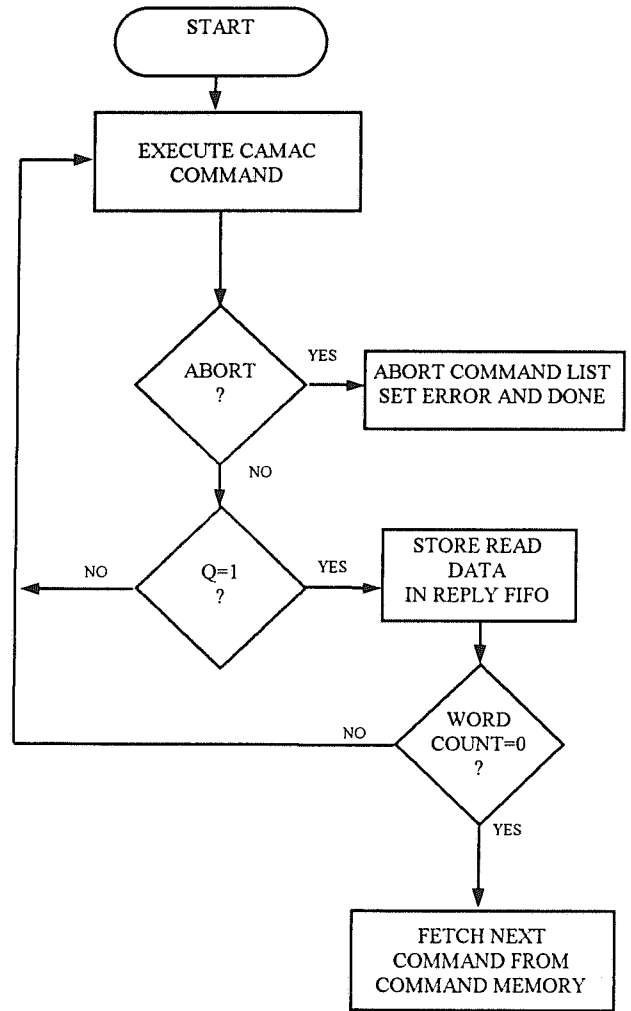 START
EXECUTE CAMAC
COMMAND
ABORT
?
YES
ABORT COMMAND LIST
SET ERROR AND DONE
NO
Q=1
?
NO
YES
STORE READ
DATA
IN REPLY FIFO
WORD
COUNT=0
?
NO
YES
FETCH NEXT
COMMAND FROM
COMMAND MEMORY